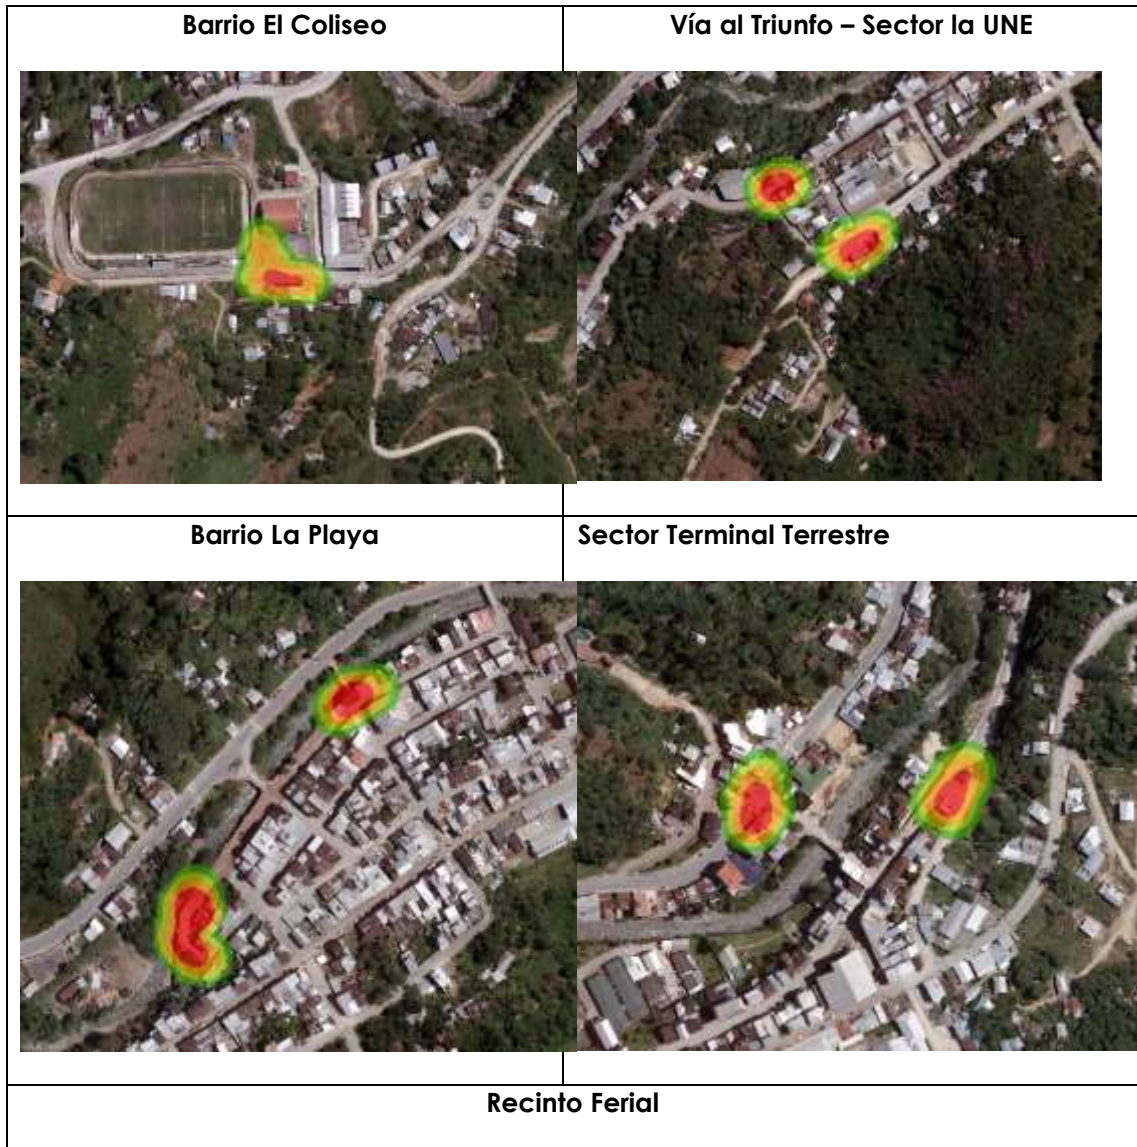 Barrio El Coliseo
Vía al Triunfo – Sector la UNE
Barrio La Playa
Sector Terminal Terrestre
Recinto Ferial